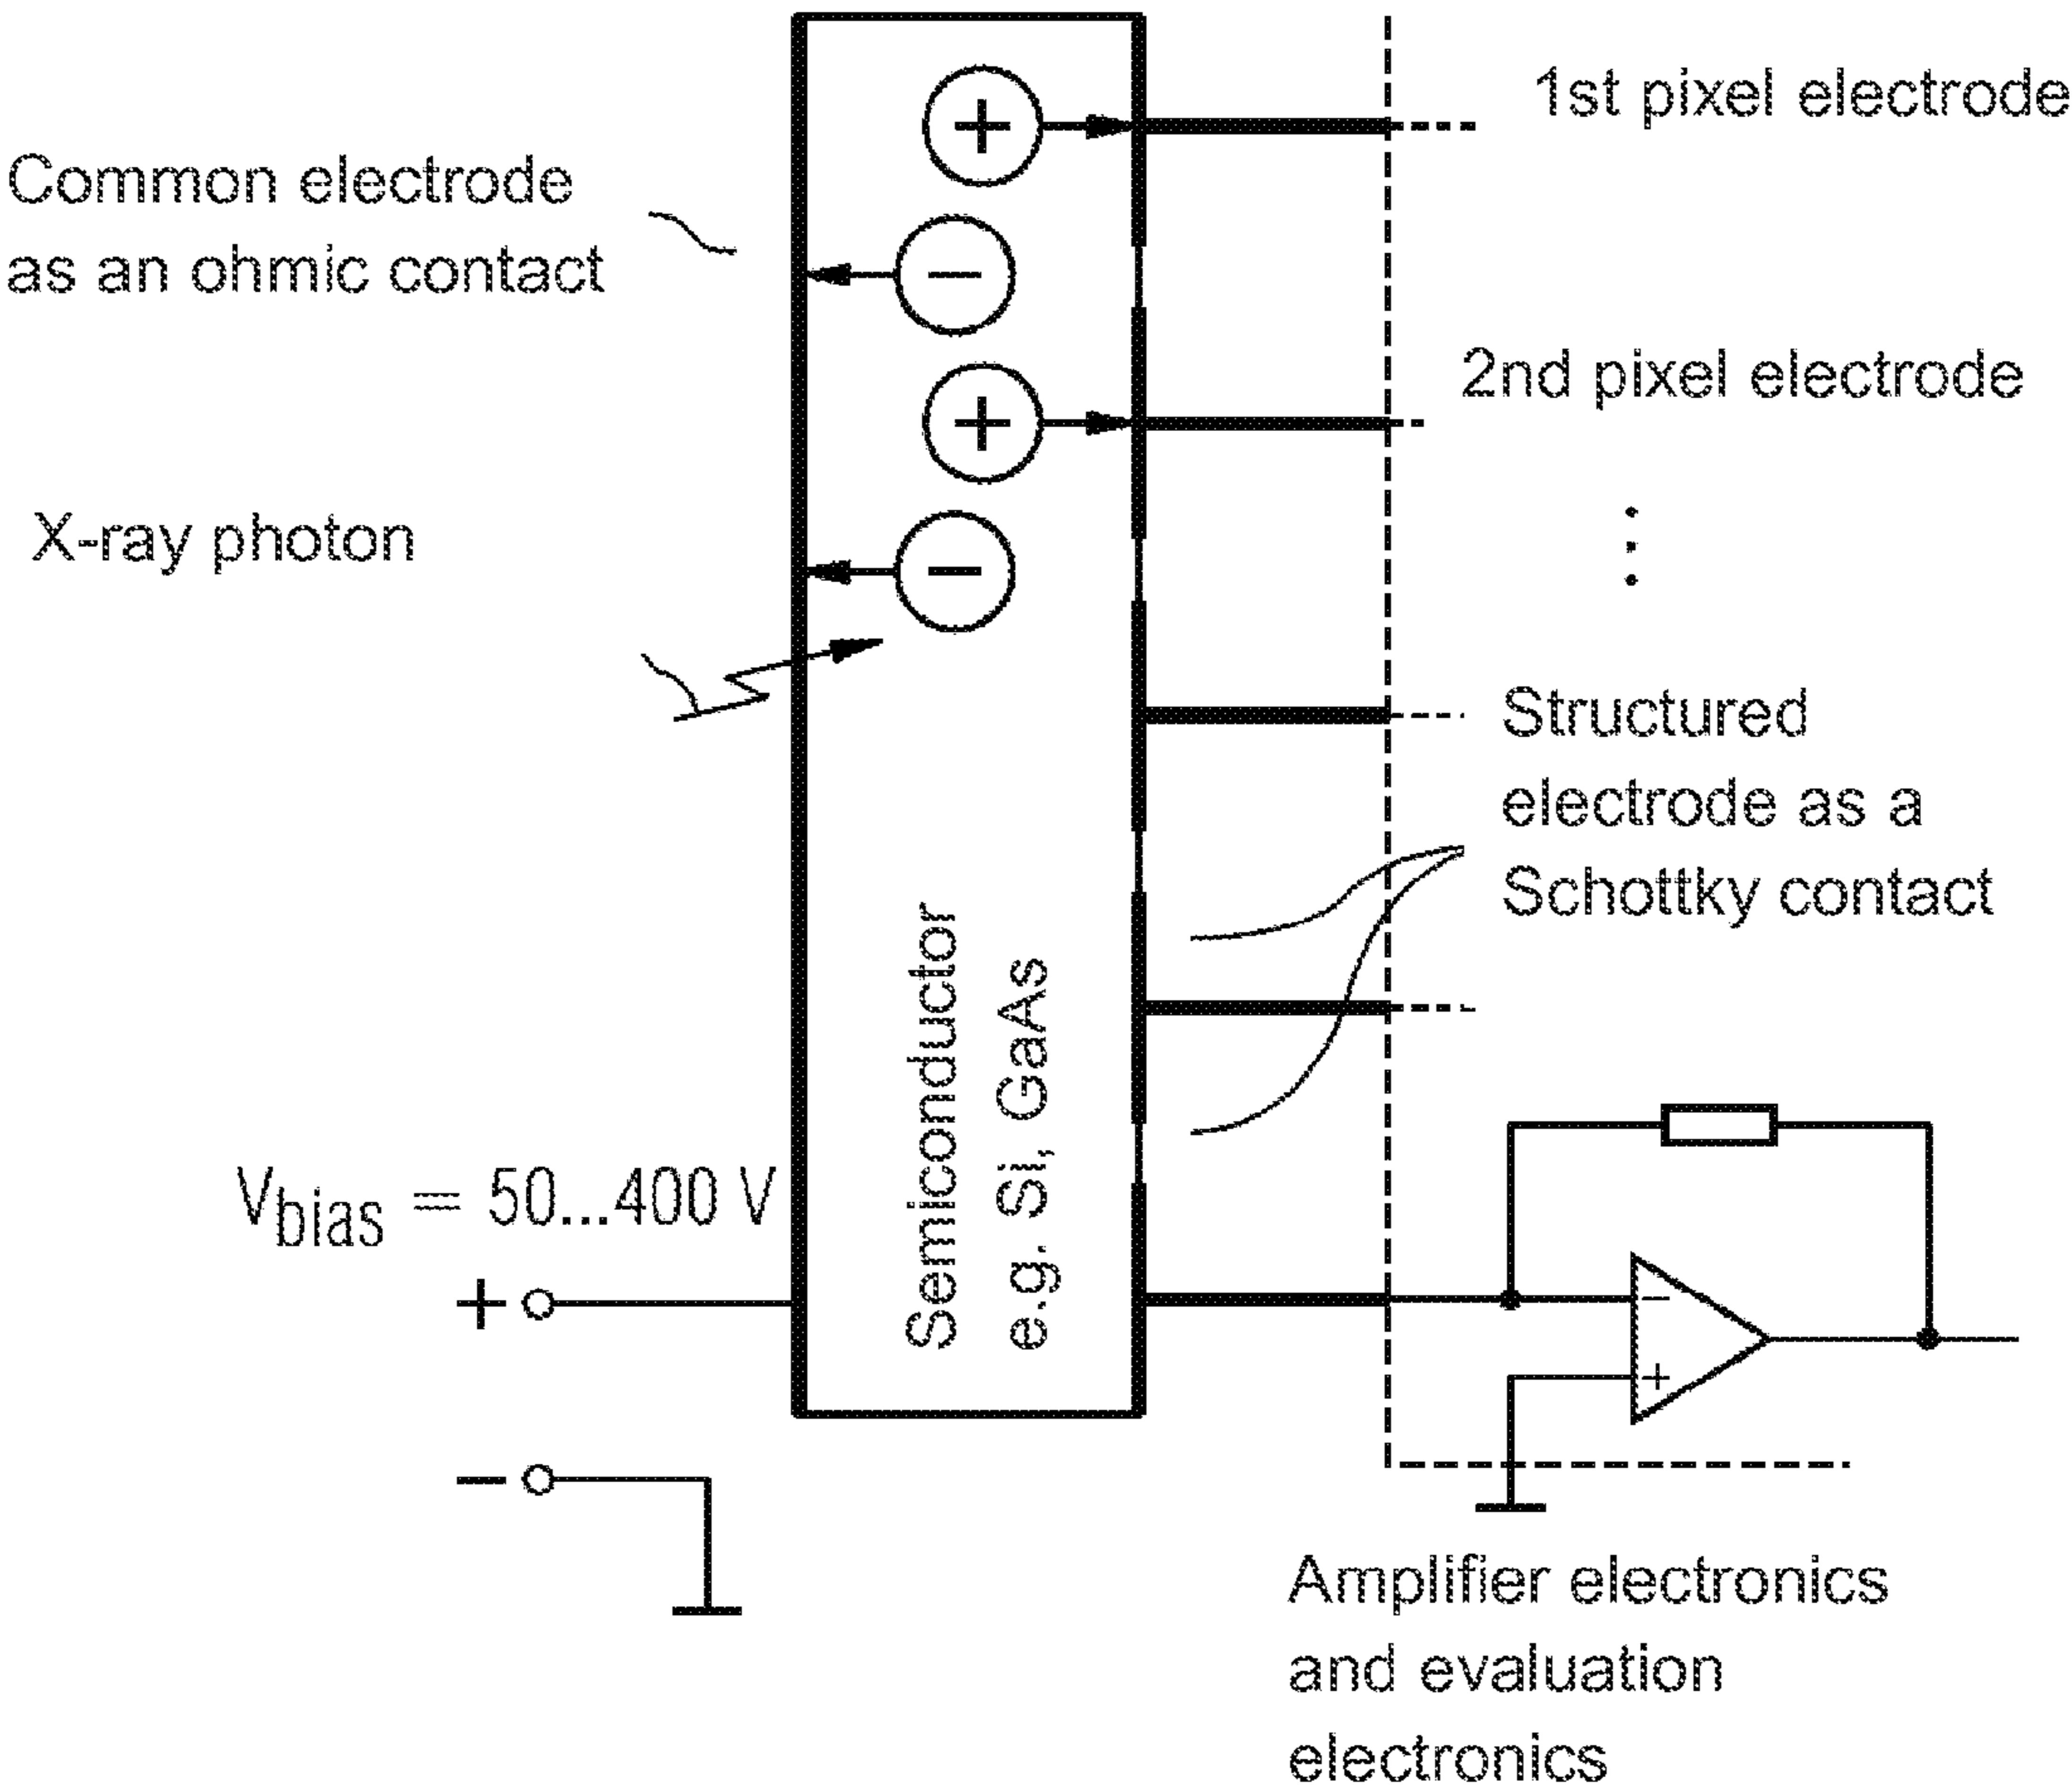 1st pixel electrode
Common electrode
as an ohmic contact
+
−
2nd pixel electrode
+
X-ray photon
−
Structured
electrode as a
Schottky contact
Semiconductor
e.g. Si, GaAs
Vbias = 50...400 V
+
−
−
+
Amplifier electronics
and evaluation
electronics